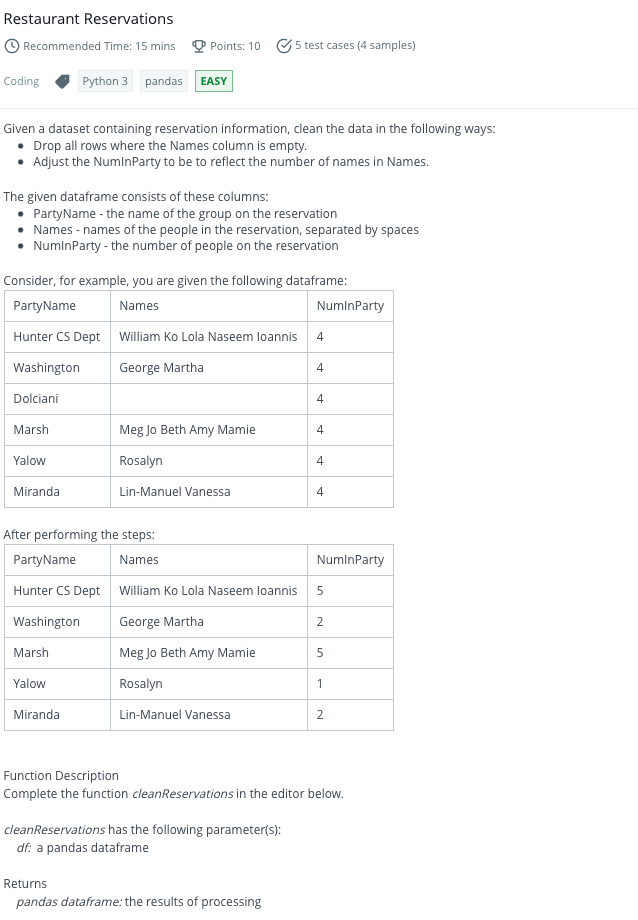 Restaurant Reservations
Recommended Time: 15 mins Points: 10 5 test cases (4 samples)
Coding Python 3 pandas EASY
Given a dataset containing reservation information, clean the data in the following ways:
Drop all rows where the Names column is empty.
Adjust the NumInParty to be to reflect the number of names in Names.
The given dataframe consists of these columns:
PartyName - the name of the group on the reservation
Names - names of the people in the reservation, separated by spaces
NumInParty - the number of people on the reservation
Consider, for example, you are given the following dataframe:
PartyName Names NumInParty
Hunter CS Dept William Ko Lola Naseem Ioannis 4
Washington George Martha 4
Dolciani 4
Marsh Meg Jo Beth Amy Mamie 4
Yalow Rosalyn 4
Miranda Lin-Manuel Vanessa 4
After performing the steps:
PartyName Names NumInParty
Hunter CS Dept William Ko Lola Naseem Ioannis 5
Washington George Martha 2
Marsh Meg Jo Beth Amy Mamie 5
Yalow Rosalyn 1
Miranda Lin-Manuel Vanessa 2
Function Description
Complete the function cleanReservations in the editor below.
cleanReservations has the following parameter(s):
df: a pandas dataframe
Returns
pandas dataframe: the results of processing